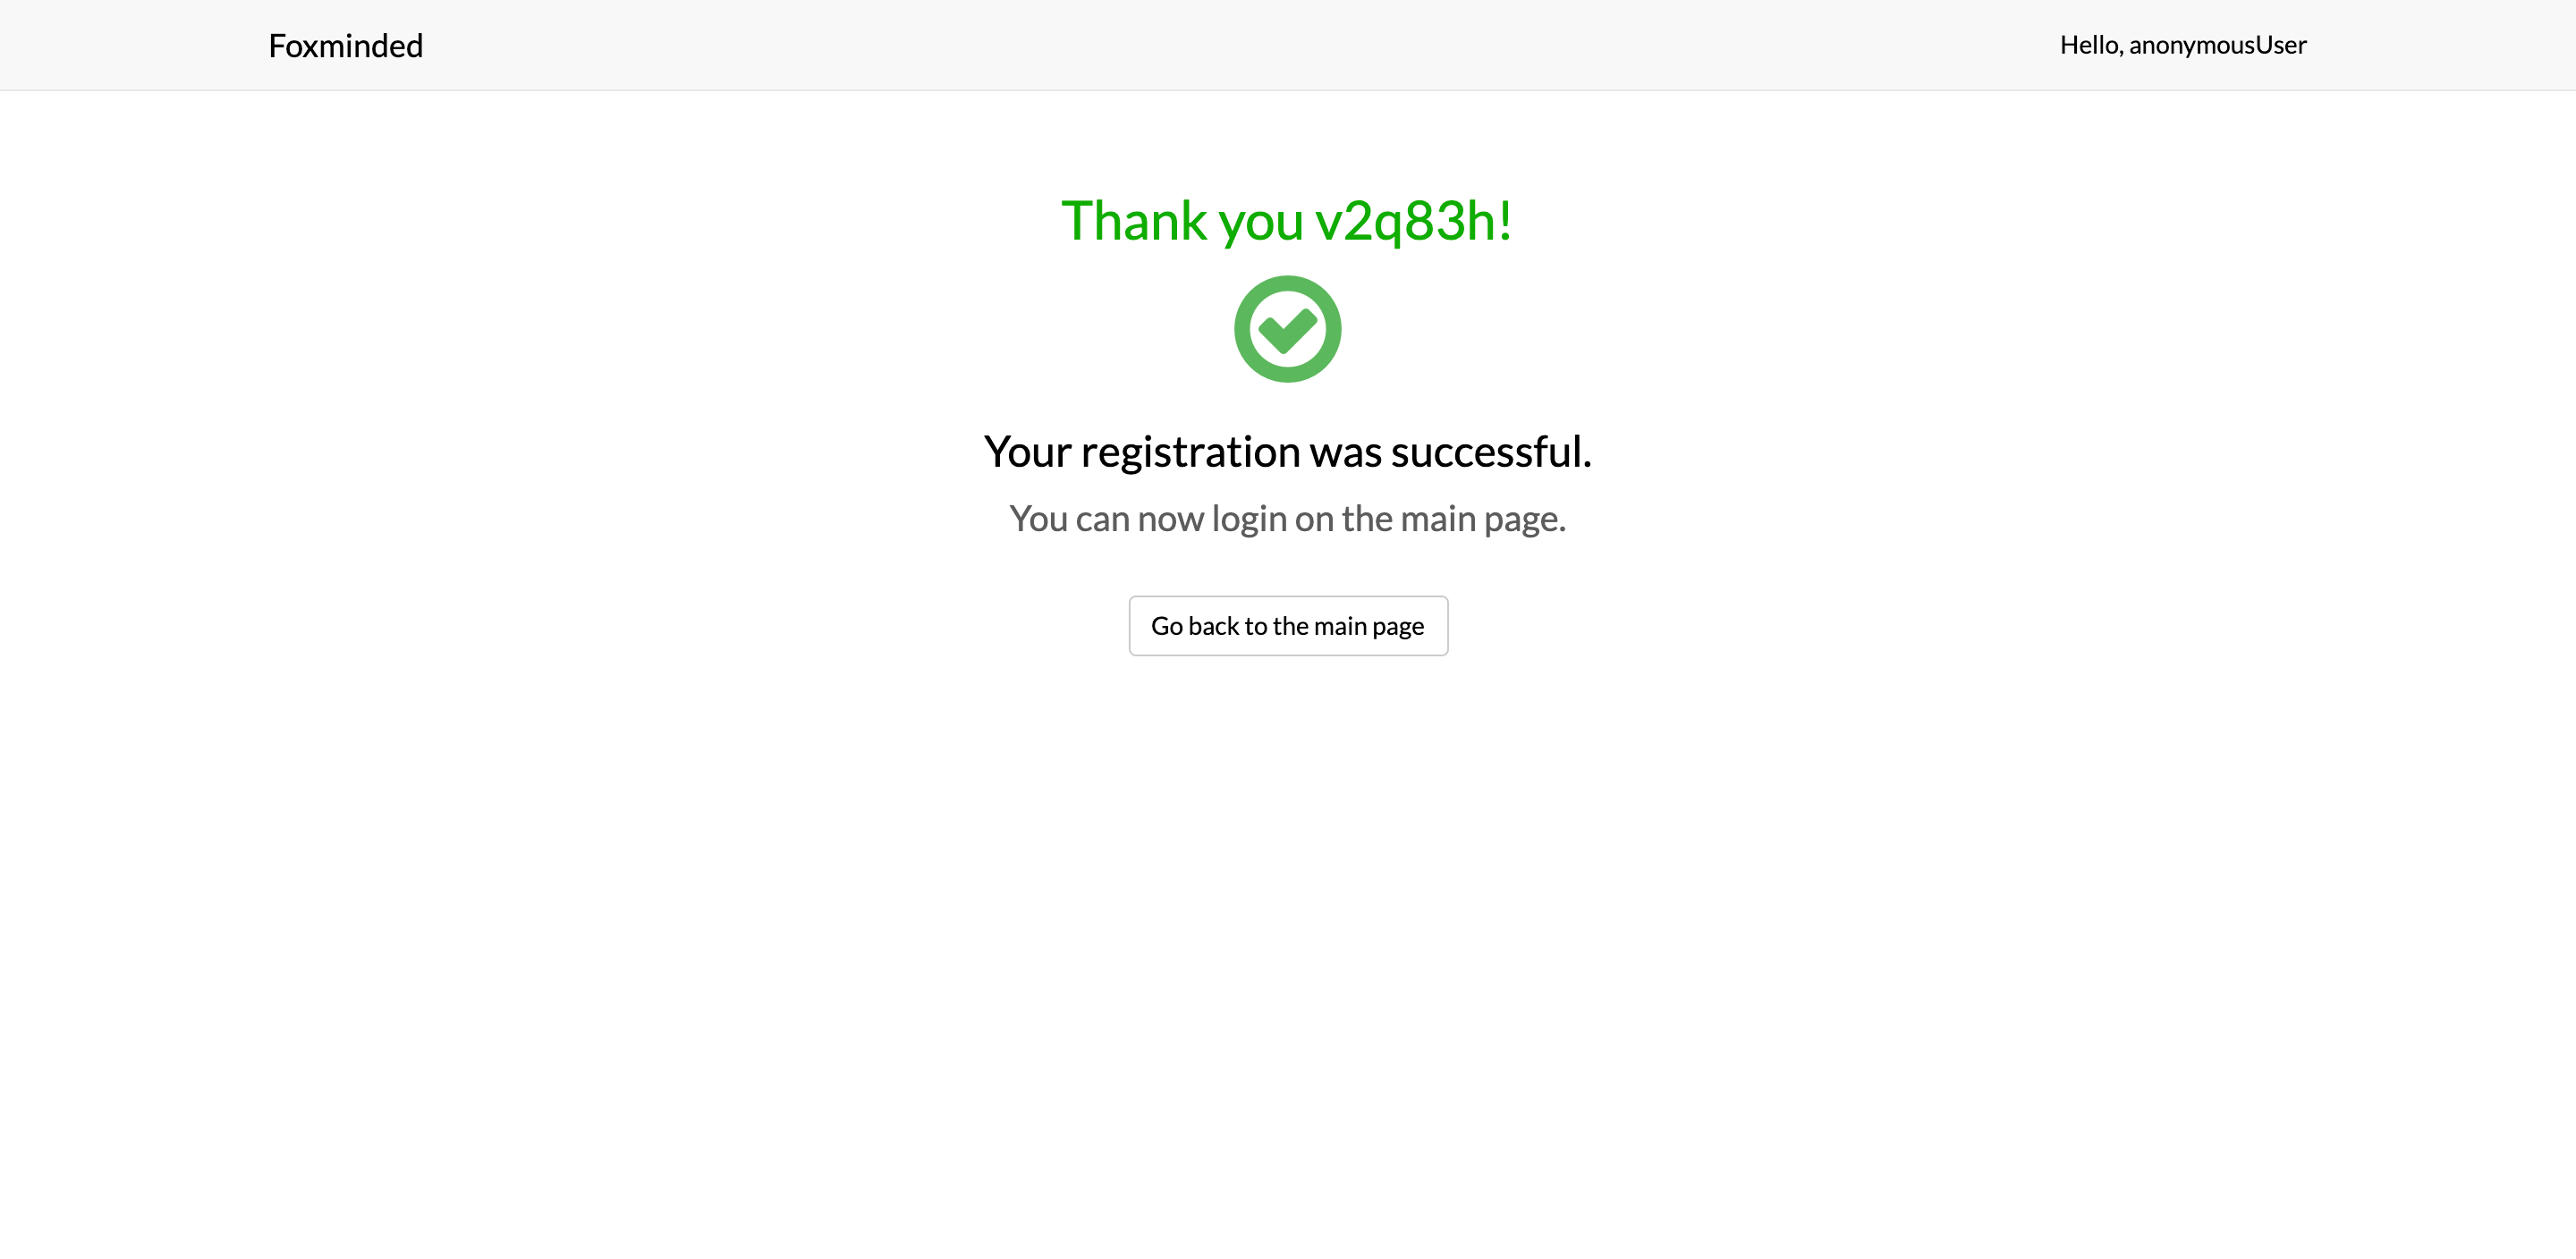 Foxminded
Hello, anonymousUser
Thank you v2q83h!
Your registration was successful.
You can now login on the main page.
Go back to the main page